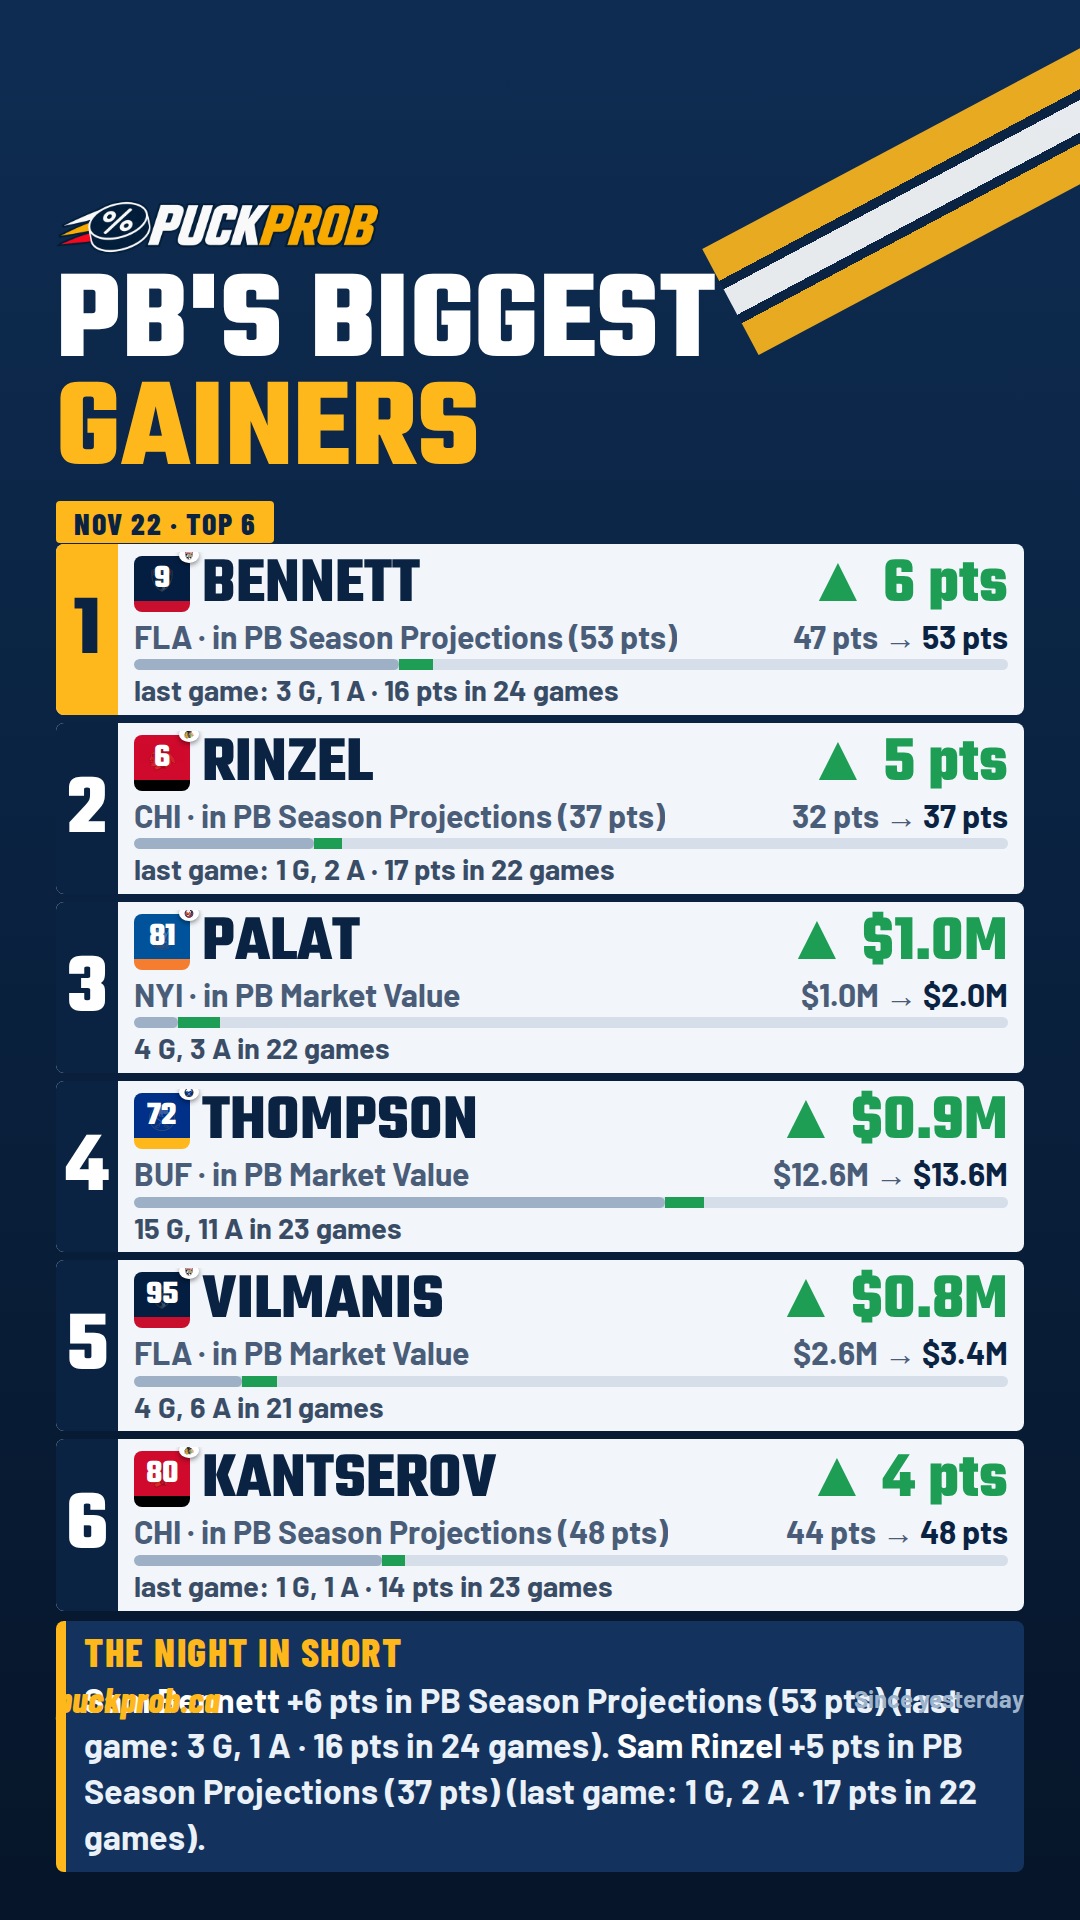 % PUCKPROB
PB'S BIGGEST
GAINERS
NOV 22 · TOP 6
1
9 BENNETT ▲ 6 pts
FLA · in PB Season Projections (53 pts) 47 pts → 53 pts
last game: 3 G, 1 A · 16 pts in 24 games
2
6 RINZEL ▲ 5 pts
CHI · in PB Season Projections (37 pts) 32 pts → 37 pts
last game: 1 G, 2 A · 17 pts in 22 games
3
81 PALAT ▲ $1.0M
NYI · in PB Market Value $1.0M → $2.0M
4 G, 3 A in 22 games
4
72 THOMPSON ▲ $0.9M
BUF · in PB Market Value $12.6M → $13.6M
15 G, 11 A in 23 games
5
95 VILMANIS ▲ $0.8M
FLA · in PB Market Value $2.6M → $3.4M
4 G, 6 A in 21 games
6
80 KANTSEROV ▲ 4 pts
CHI · in PB Season Projections (48 pts) 44 pts → 48 pts
last game: 1 G, 1 A · 14 pts in 23 games
THE NIGHT IN SHORT
Sam Bennett +6 pts in PB Season Projections (53 pts) (last
game: 3 G, 1 A · 16 pts in 24 games). Sam Rinzel +5 pts in PB
Season Projections (37 pts) (last game: 1 G, 2 A · 17 pts in 22
games).
puckprob.ca
Since yesterday